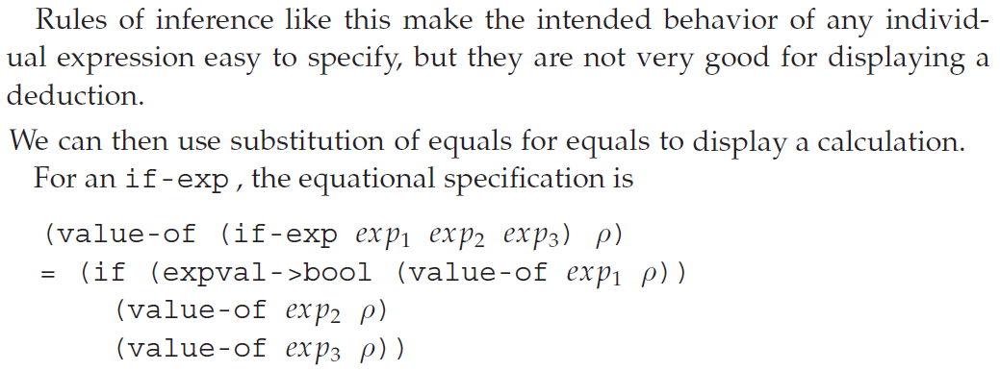 Rules of inference like this make the intended behavior of any individ-
ual expression easy to specify, but they are not very good for displaying a
deduction.
We can then use substitution of equals for equals to display a calculation.
For an if-exp , the equational specification is
(value-of (if-exp exp₁ exp₂ exp₃) ρ)
= (if (expval->bool (value-of exp₁ ρ))
(value-of exp₂ ρ)
(value-of exp₃ ρ))